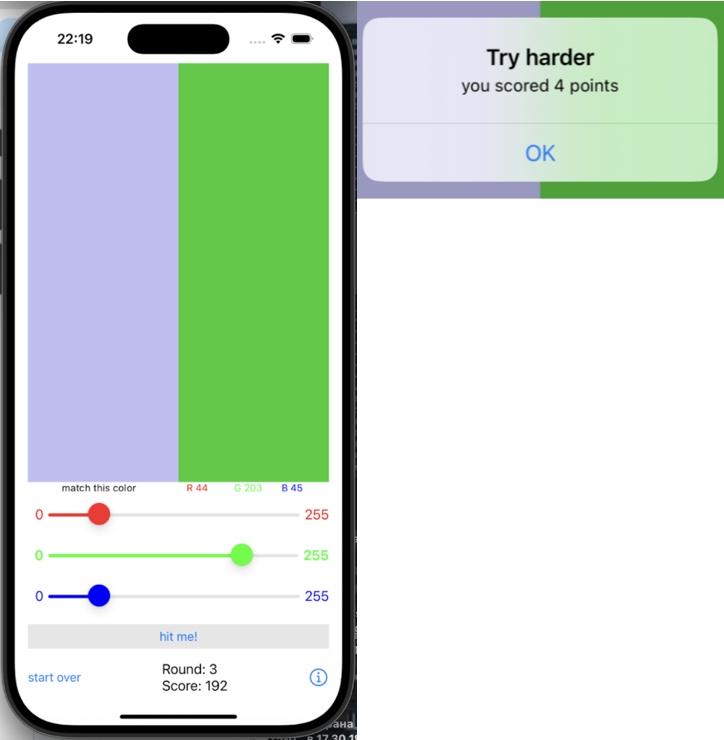 22:19
match this color R 44 G 203 B 45
0 255
0 255
0 255
hit me!
start over
Round: 3
Score: 192
Try harder
you scored 4 points
OK